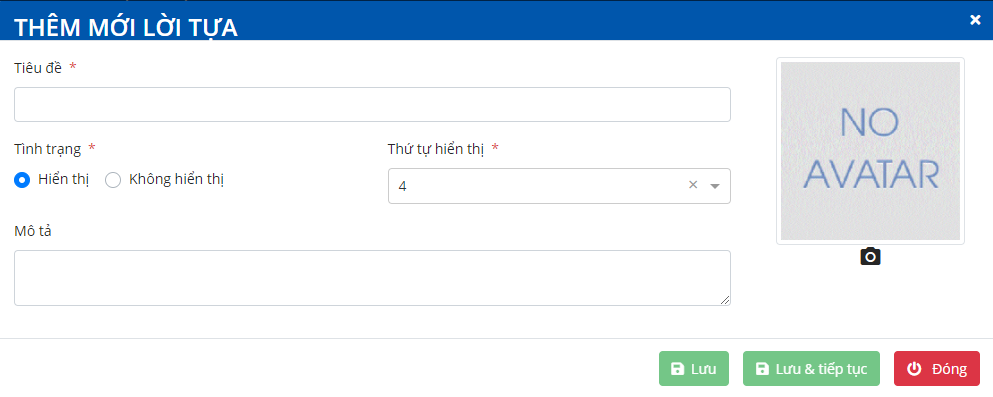 THÊM MỚI LỜI TỰA
×
Tiêu đề *
Tình trạng *
Hiển thị Không hiển thị
Thứ tự hiển thị *
4 ×
Mô tả
NO
AVATAR
Lưu
Lưu & tiếp tục
Đóng